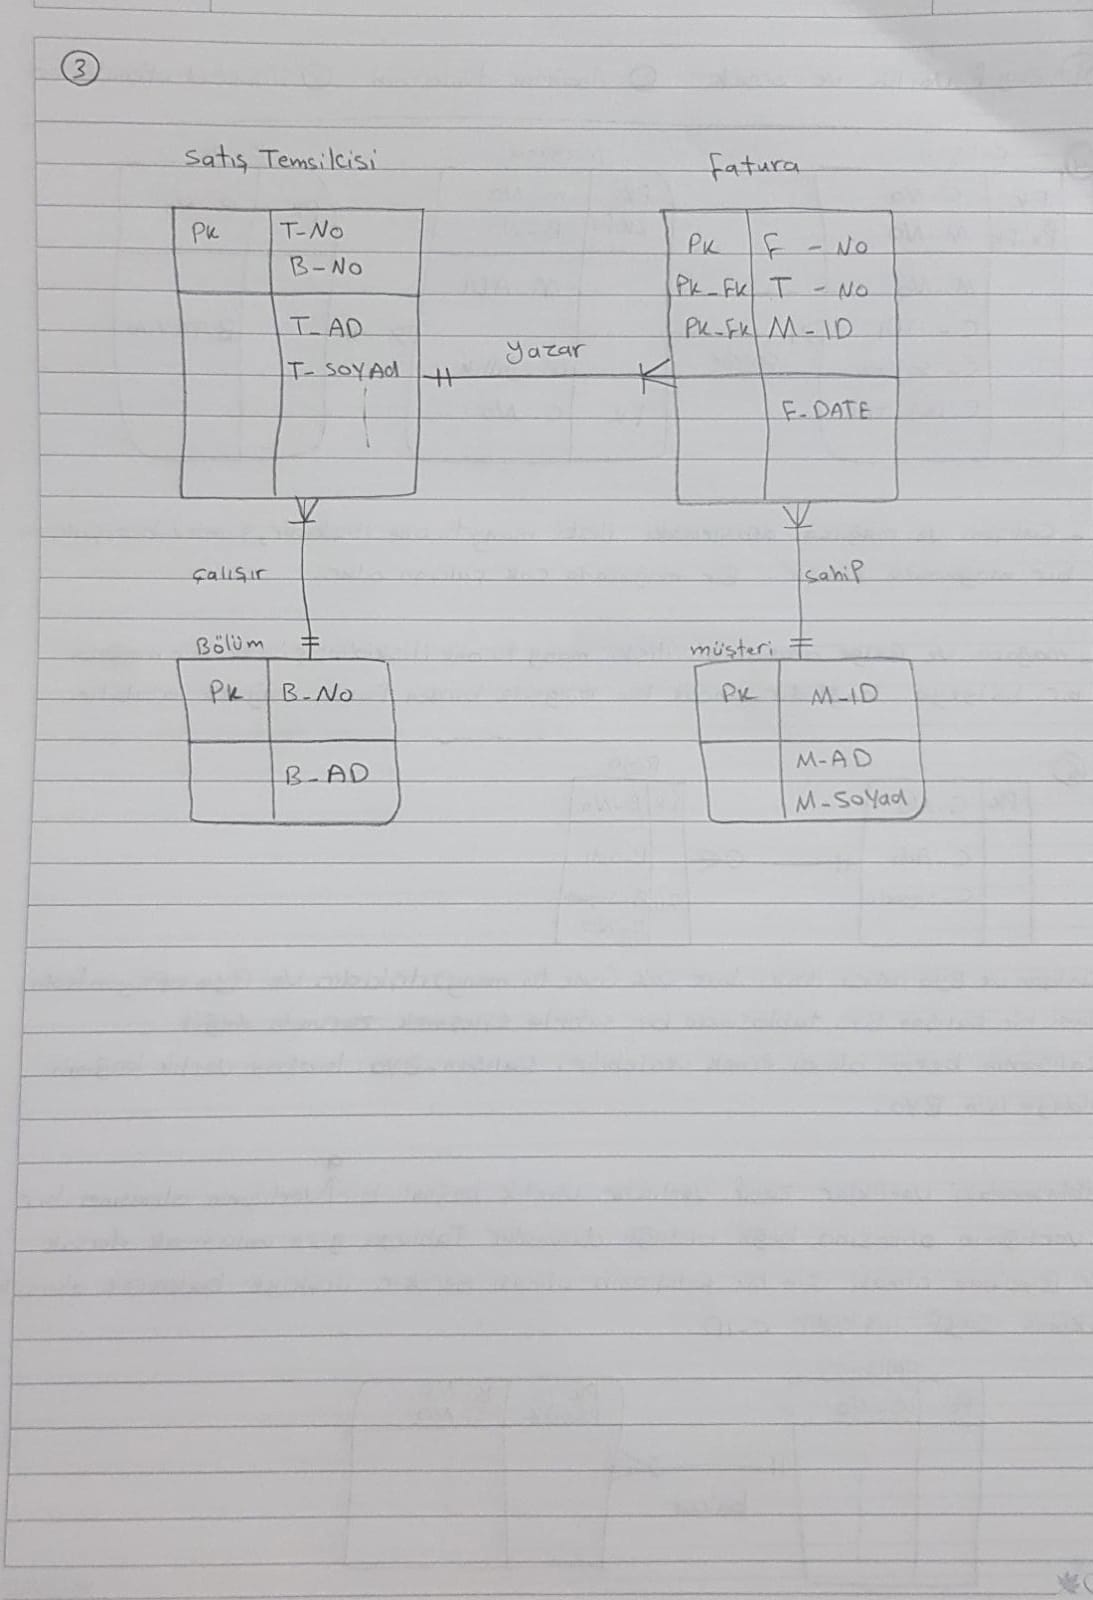 3
Satış Temsilcisi
PK T-No
B-No
T-AD
T-SOYAd
yazar
Fatura
PK F-No
PK-FK T-No
PK-FK M-ID
F-DATE
çalışır
sahip
Bölüm
PK B-No
B-AD
müşteri
PK M-ID
M-AD
M-Soyad